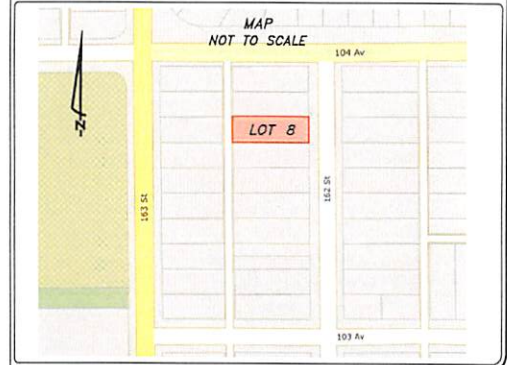 MAP
NOT TO SCALE
104 Av
N
LOT 8
163 St
162 St
103 Av